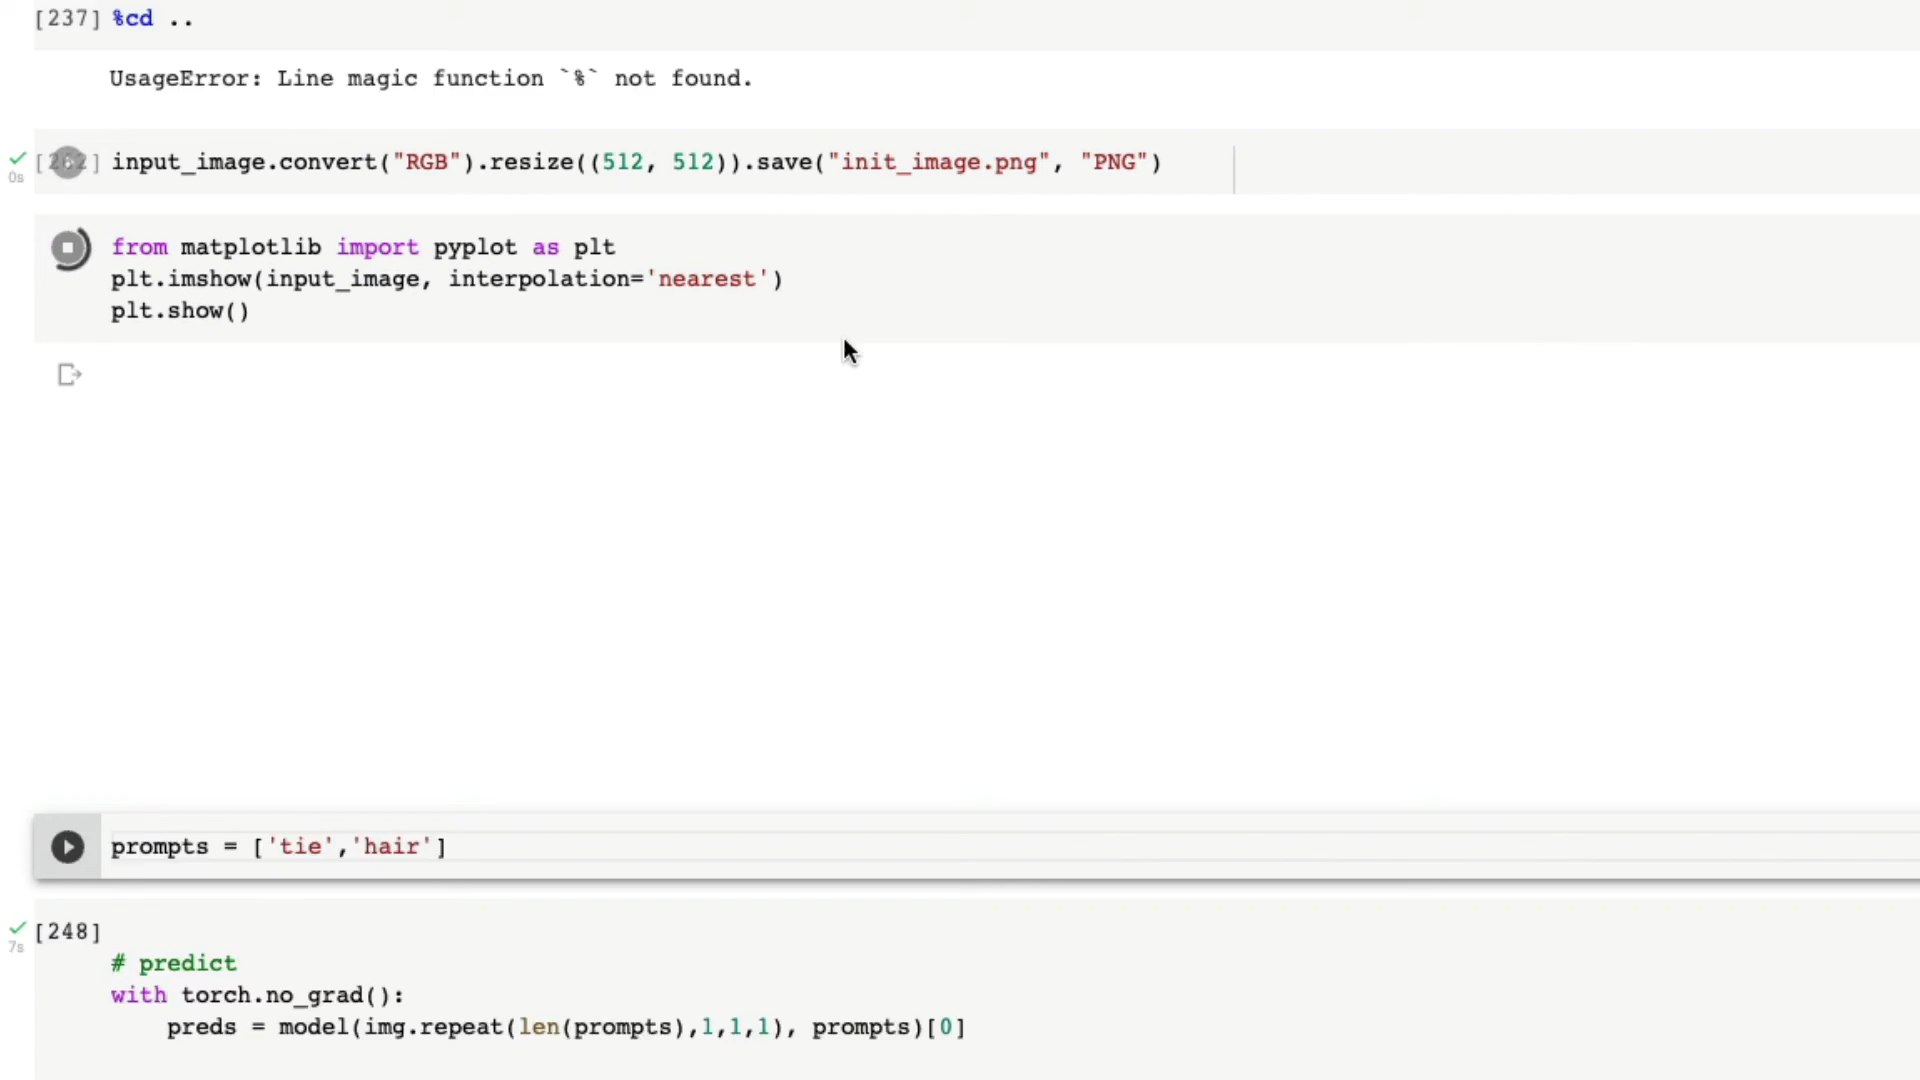 [237] %cd ..
UsageError: Line magic function `%` not found.
input_image.convert("RGB").resize((512, 512)).save("init_image.png", "PNG")
0s
from matplotlib import pyplot as plt
plt.imshow(input_image, interpolation='nearest')
plt.show()
prompts = ['tie','hair']
[248]
7s
# predict
with torch.no_grad():
preds = model(img.repeat(len(prompts),1,1,1), prompts)[0]